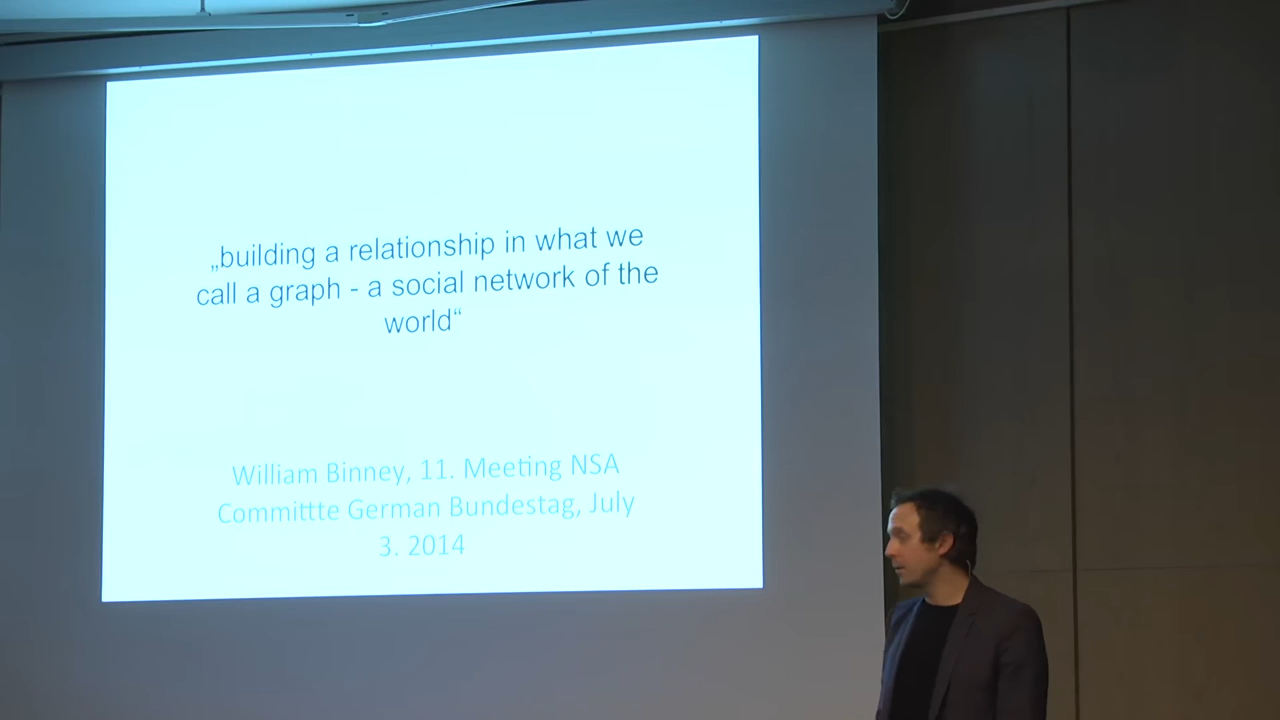 „building a relationship in what we
call a graph - a social network of the
world“
William Binney, 11. Meeting NSA
Committte German Bundestag, July
3. 2014